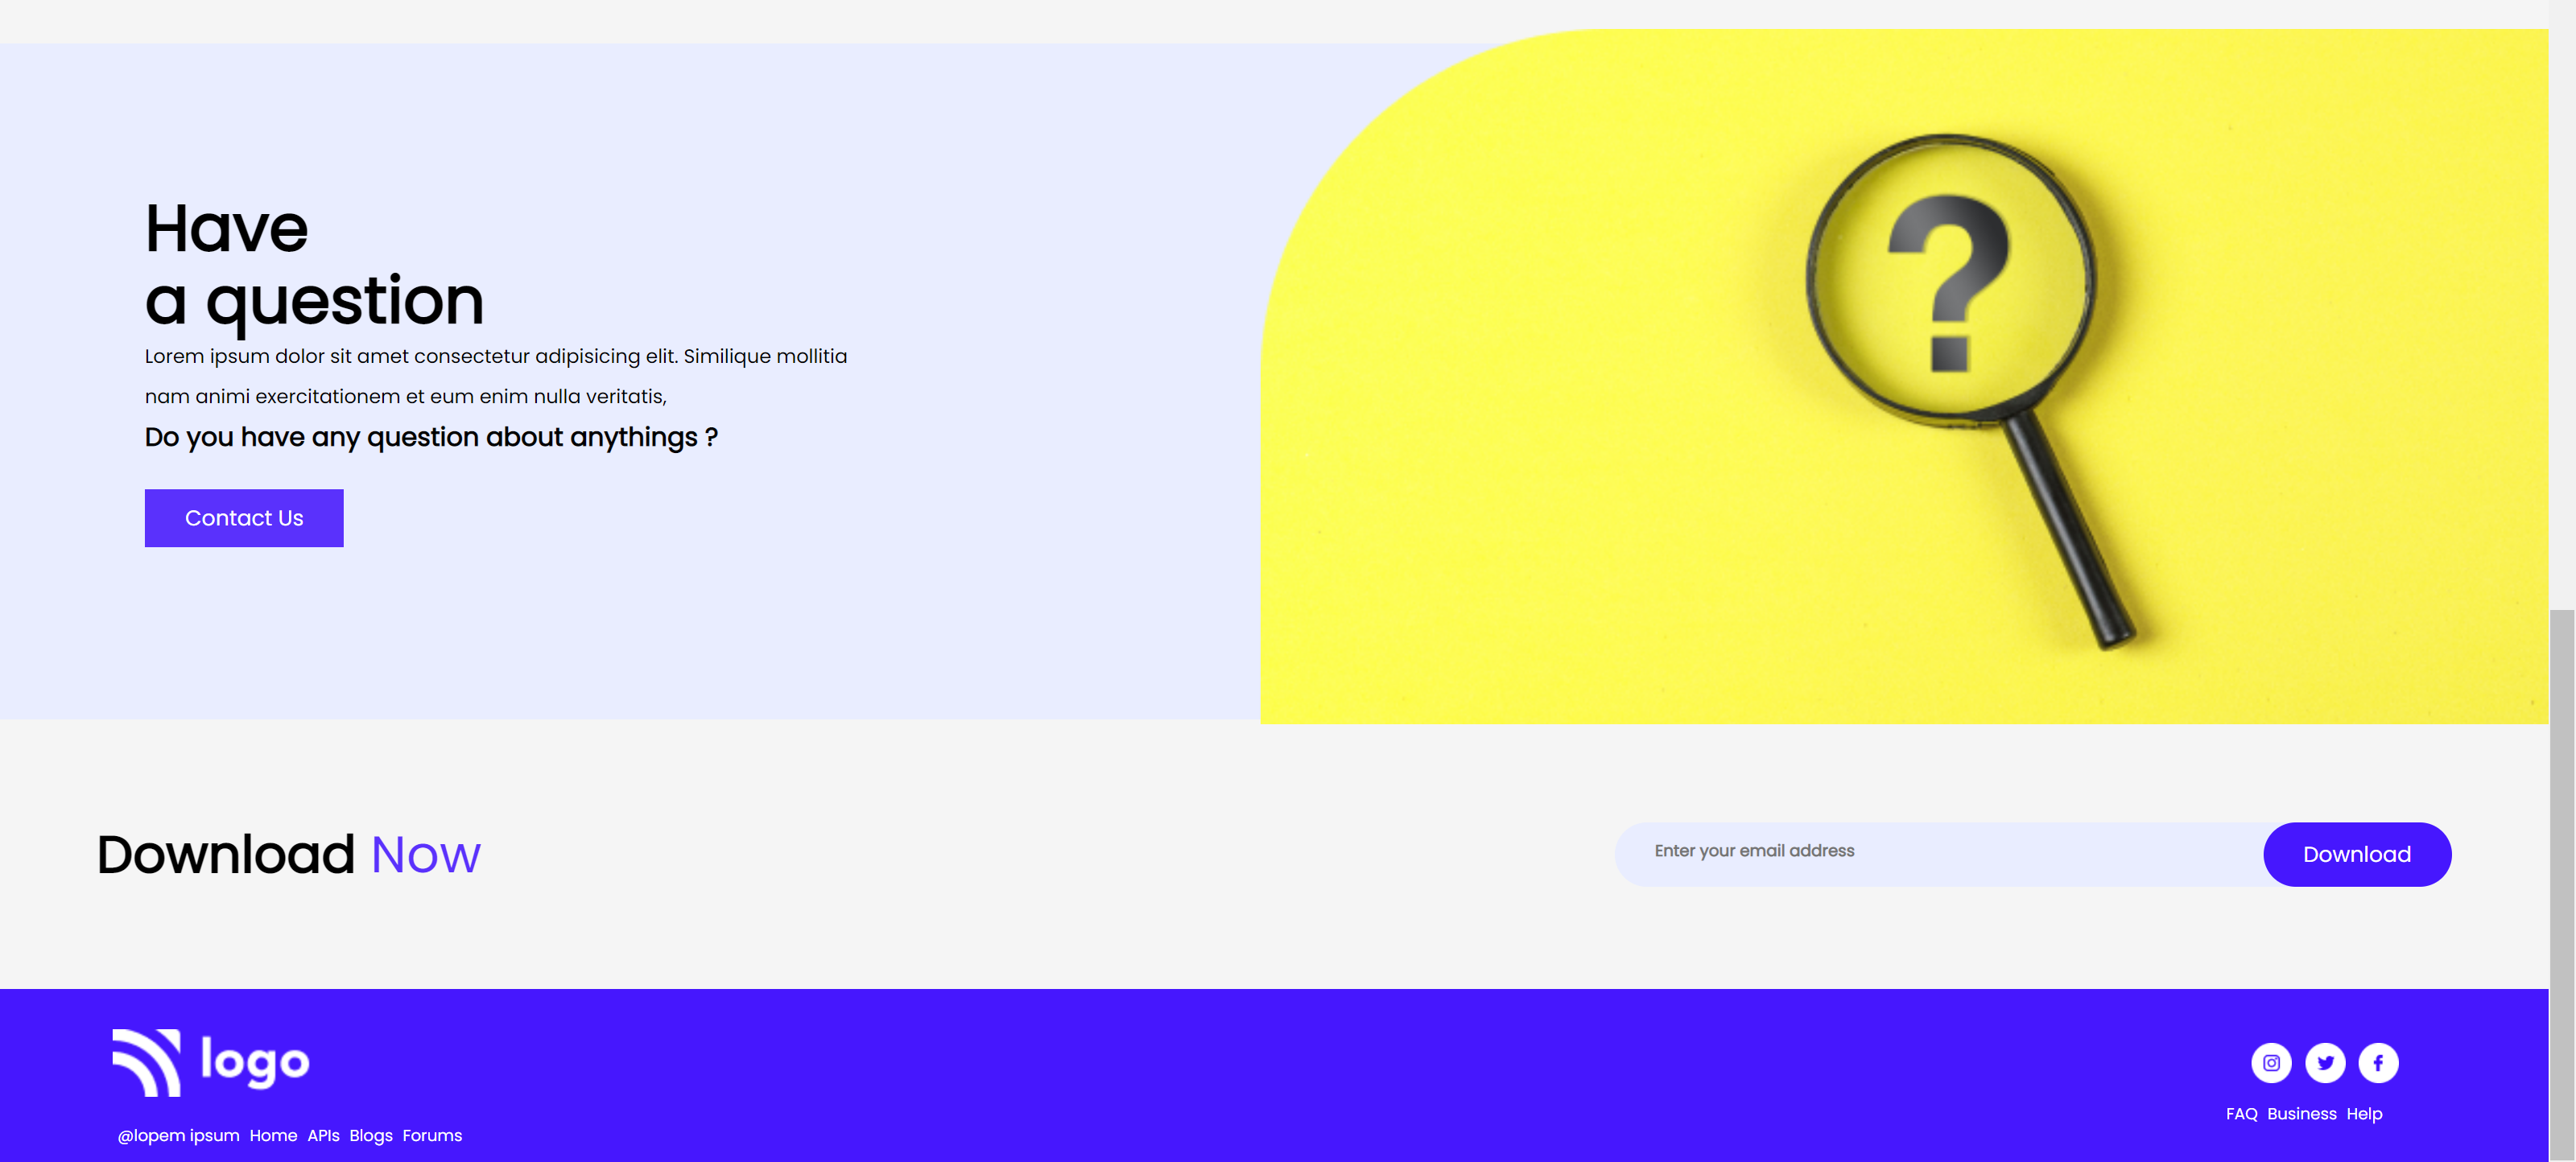 Have
a question
Lorem ipsum dolor sit amet consectetur adipisicing elit. Similique mollitia
nam animi exercitationem et eum enim nulla veritatis,
Do you have any question about anythings ?
Contact Us
?
Download Now
Enter your email address
Download
logo
@lopem ipsum Home APIs Blogs Forums
FAQ Business Help